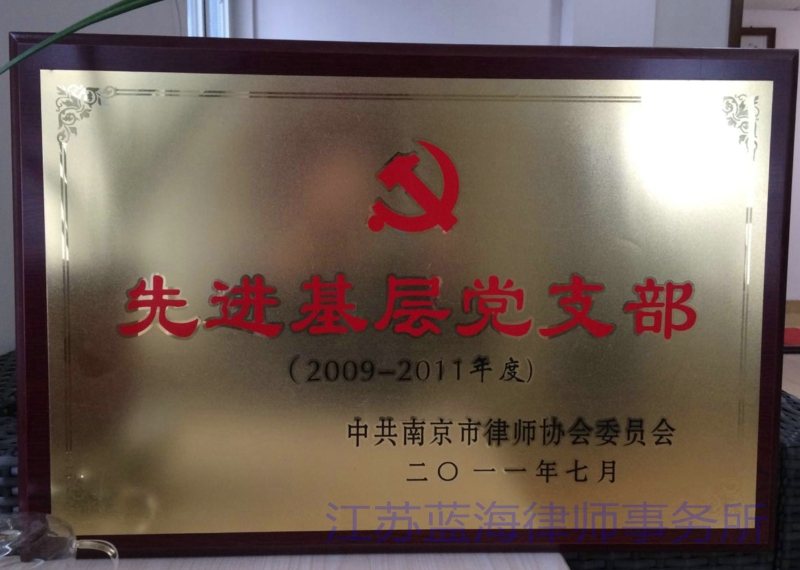 先进基层党支部
（2009-2011年度)
中共南京市律师协会委员会
二〇一一年七月
江苏蓝海律师事务所